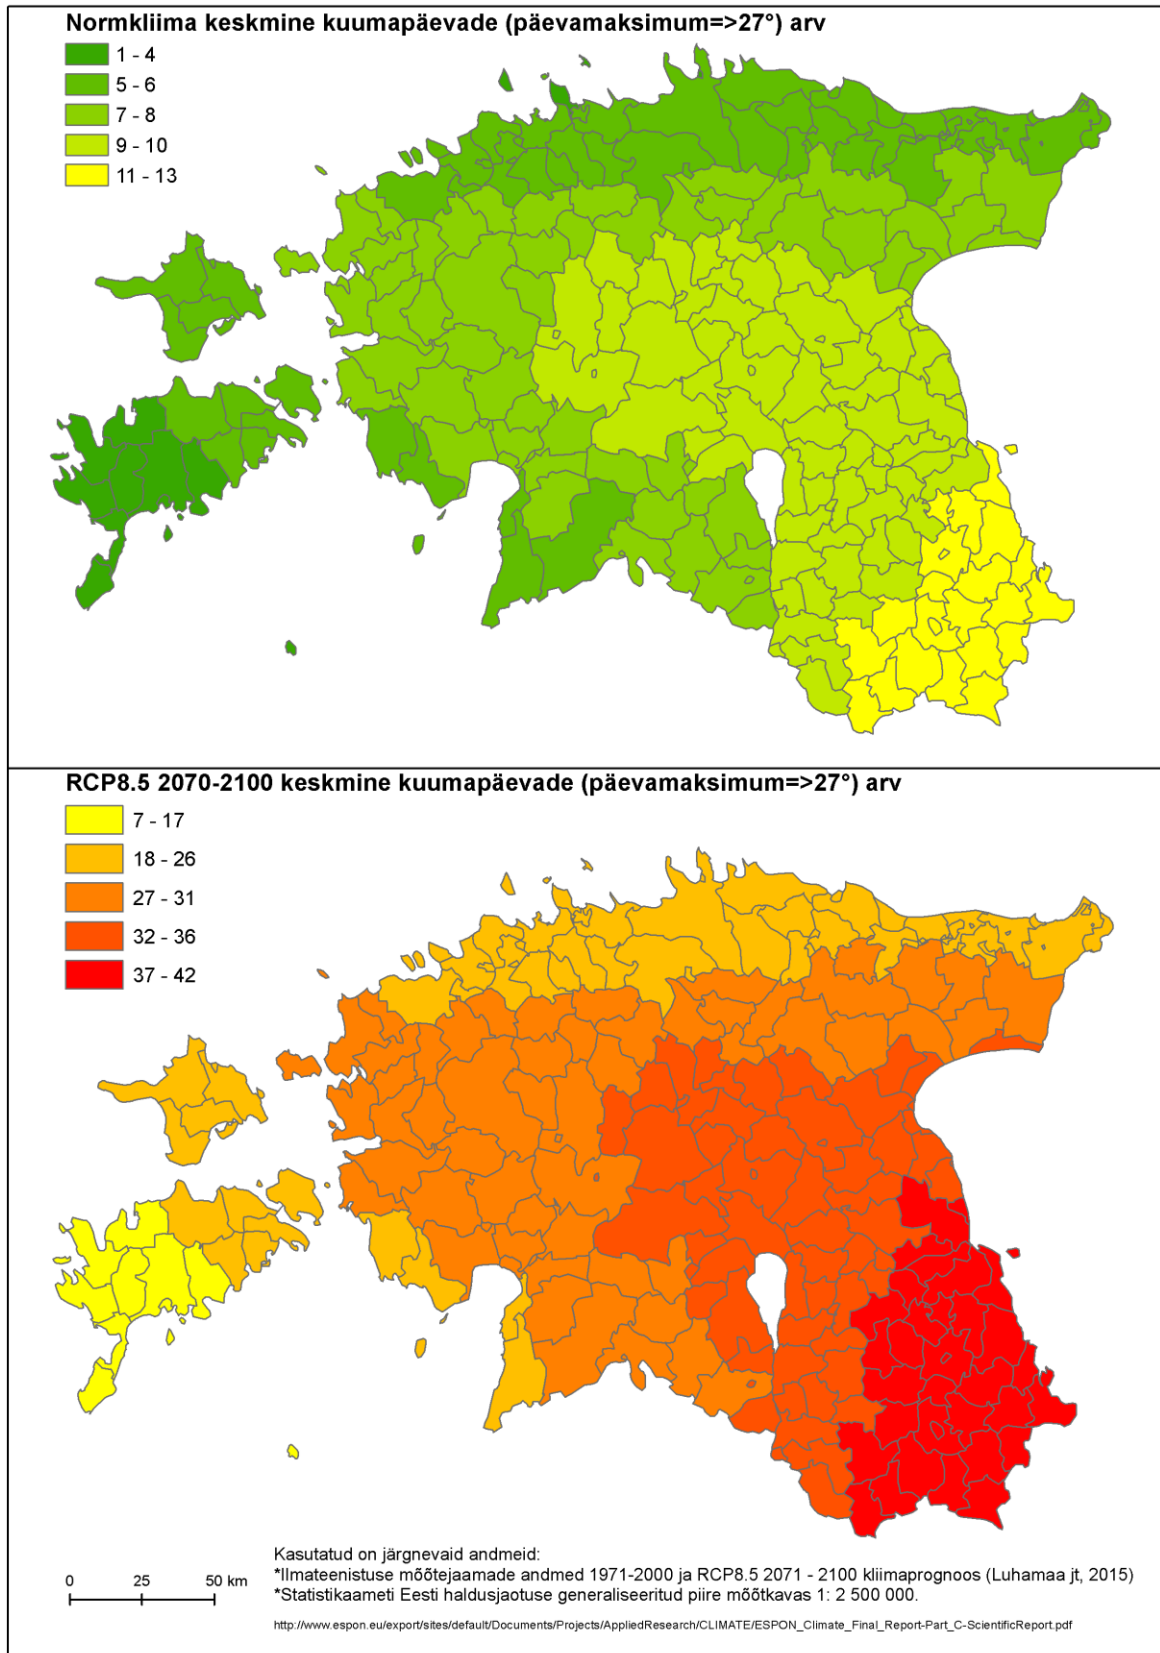 Normkliima keskmine kuumapäevade (päevamaksimum=>27°) arv
1 - 4
5 - 6
7 - 8
9 - 10
11 - 13
RCP8.5 2070-2100 keskmine kuumapäevade (päevamaksimum=>27°) arv
7 - 17
18 - 26
27 - 31
32 - 36
37 - 42
0 25 50 km
Kasutatud on järgnevaid andmeid:
*Ilmateenistuse mõõtejaamade andmed 1971-2000 ja RCP8.5 2071 - 2100 kliimaprognoos (Luhamaa jt, 2015)
*Statistikaameti Eesti haldusjaotuse generaliseeritud piire mõõtkavas 1: 2 500 000.
http://www.espon.eu/export/sites/default/Documents/Projects/AppliedResearch/CLIMATE/ESPON_Climate_Final_Report-Part_C-ScientificReport.pdf